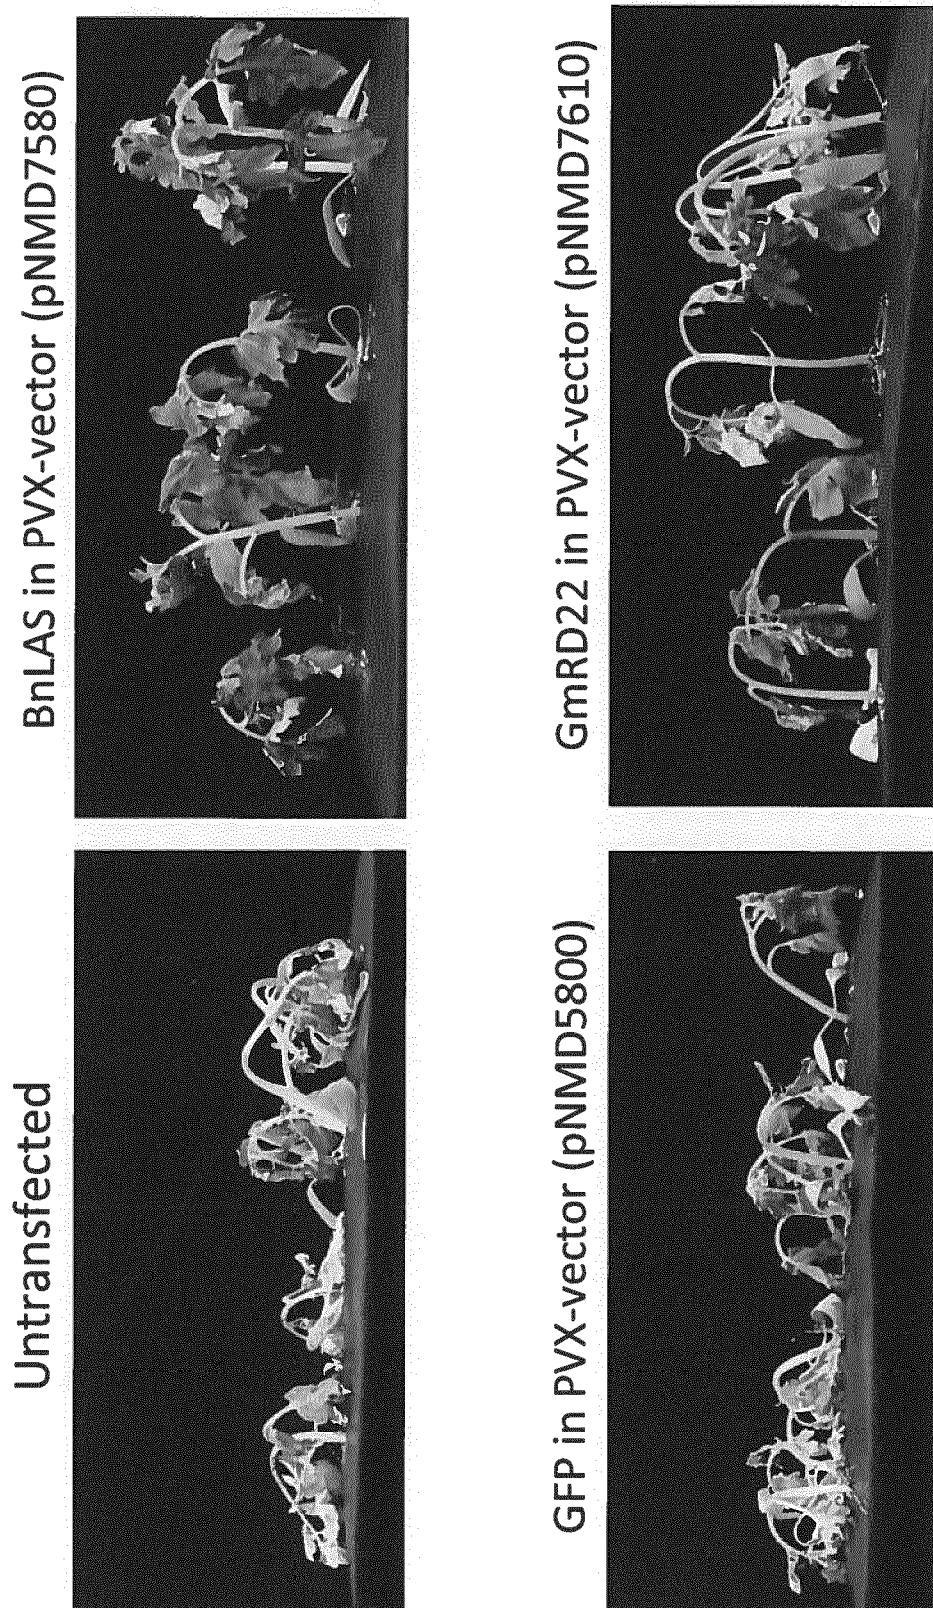 Untransfected
BnLAS in PVX-vector (pNMD7580)
GFP in PVX-vector (pNMD5800)
GmRD22 in PVX-vector (pNMD7610)